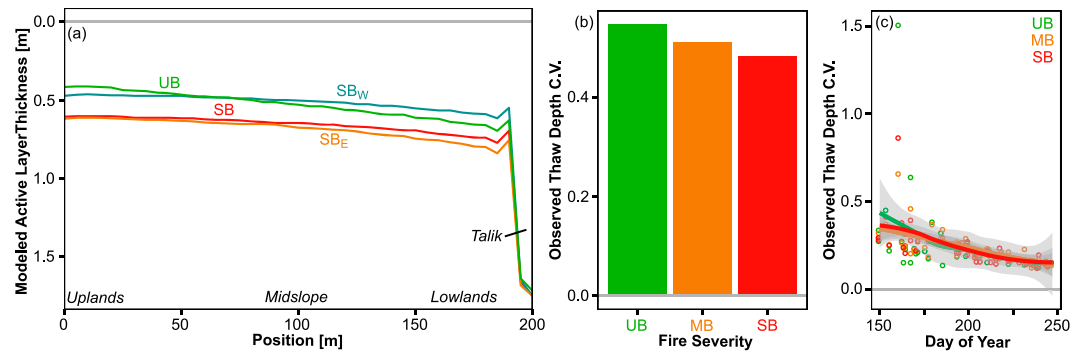 (a)
Modeled Active LayerThickness [m]
0.0
0.5
1.0
1.5
UB
SBW
SB
SBE
Talik
Uplands
Midslope
Lowlands
0
50
100
150
200
Position [m]
(b)
Observed Thaw Depth C.V.
0.4
0.2
0.0
UB
MB
SB
Fire Severity
(c)
Observed Thaw Depth C.V.
1.5
1.0
0.5
0.0
UB
MB
SB
150
200
250
Day of Year